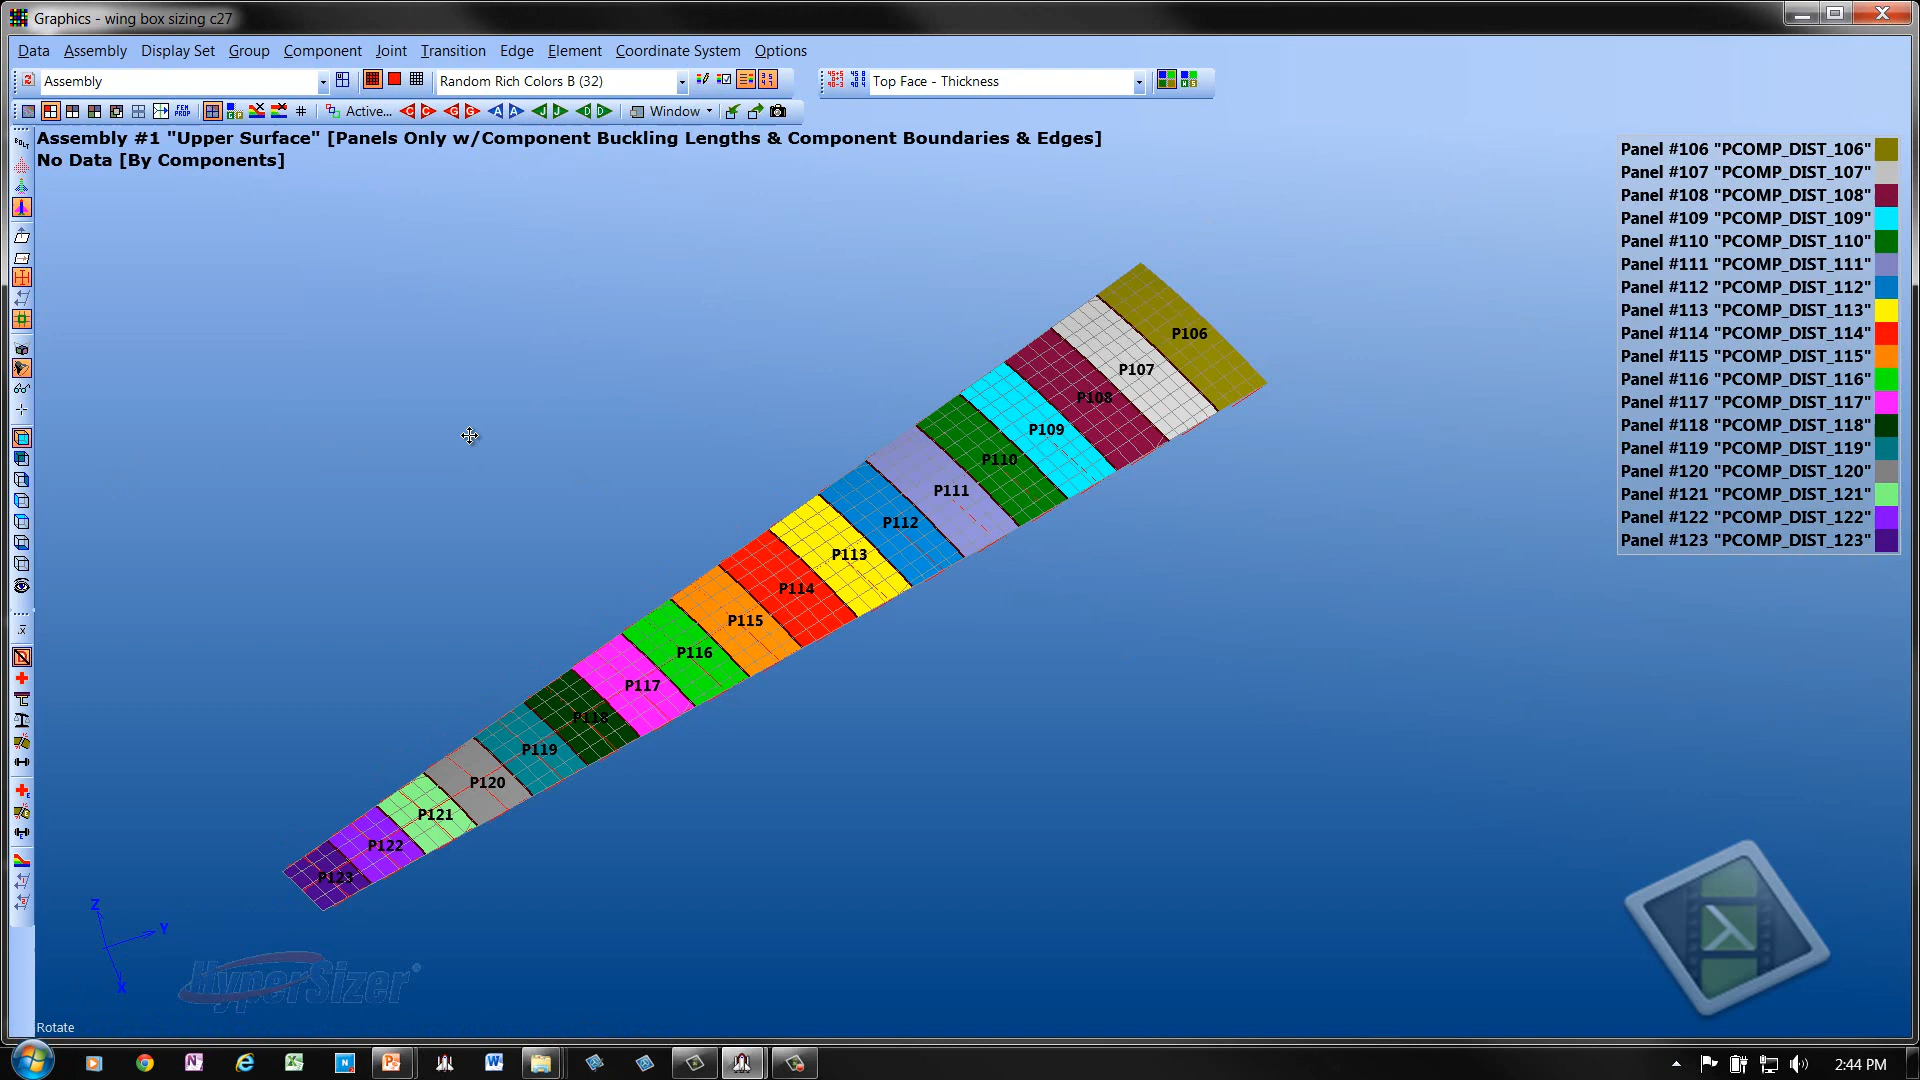 Graphics - wing box sizing c27
Data Assembly Display Set Group Component Joint Transition Edge Element Coordinate System Options
Assembly Random Rich Colors B (32) Top Face - Thickness
Active... Window
Assembly #1 "Upper Surface" [Panels Only w/Component Buckling Lengths & Component Boundaries & Edges]
No Data [By Components]
Panel #106 "PCOMP_DIST_106"
Panel #107 "PCOMP_DIST_107"
Panel #108 "PCOMP_DIST_108"
Panel #109 "PCOMP_DIST_109"
Panel #110 "PCOMP_DIST_110"
Panel #111 "PCOMP_DIST_111"
Panel #112 "PCOMP_DIST_112"
Panel #113 "PCOMP_DIST_113"
Panel #114 "PCOMP_DIST_114"
Panel #115 "PCOMP_DIST_115"
Panel #116 "PCOMP_DIST_116"
Panel #117 "PCOMP_DIST_117"
Panel #118 "PCOMP_DIST_118"
Panel #119 "PCOMP_DIST_119"
Panel #120 "PCOMP_DIST_120"
Panel #121 "PCOMP_DIST_121"
Panel #122 "PCOMP_DIST_122"
Panel #123 "PCOMP_DIST_123"
P106
P107
P108
P109
P110
P111
P112
P113
P114
P115
P116
P117
P118
P119
P120
P121
P122
P123
Z
Y
X
HyperSizer
Rotate
2:44 PM